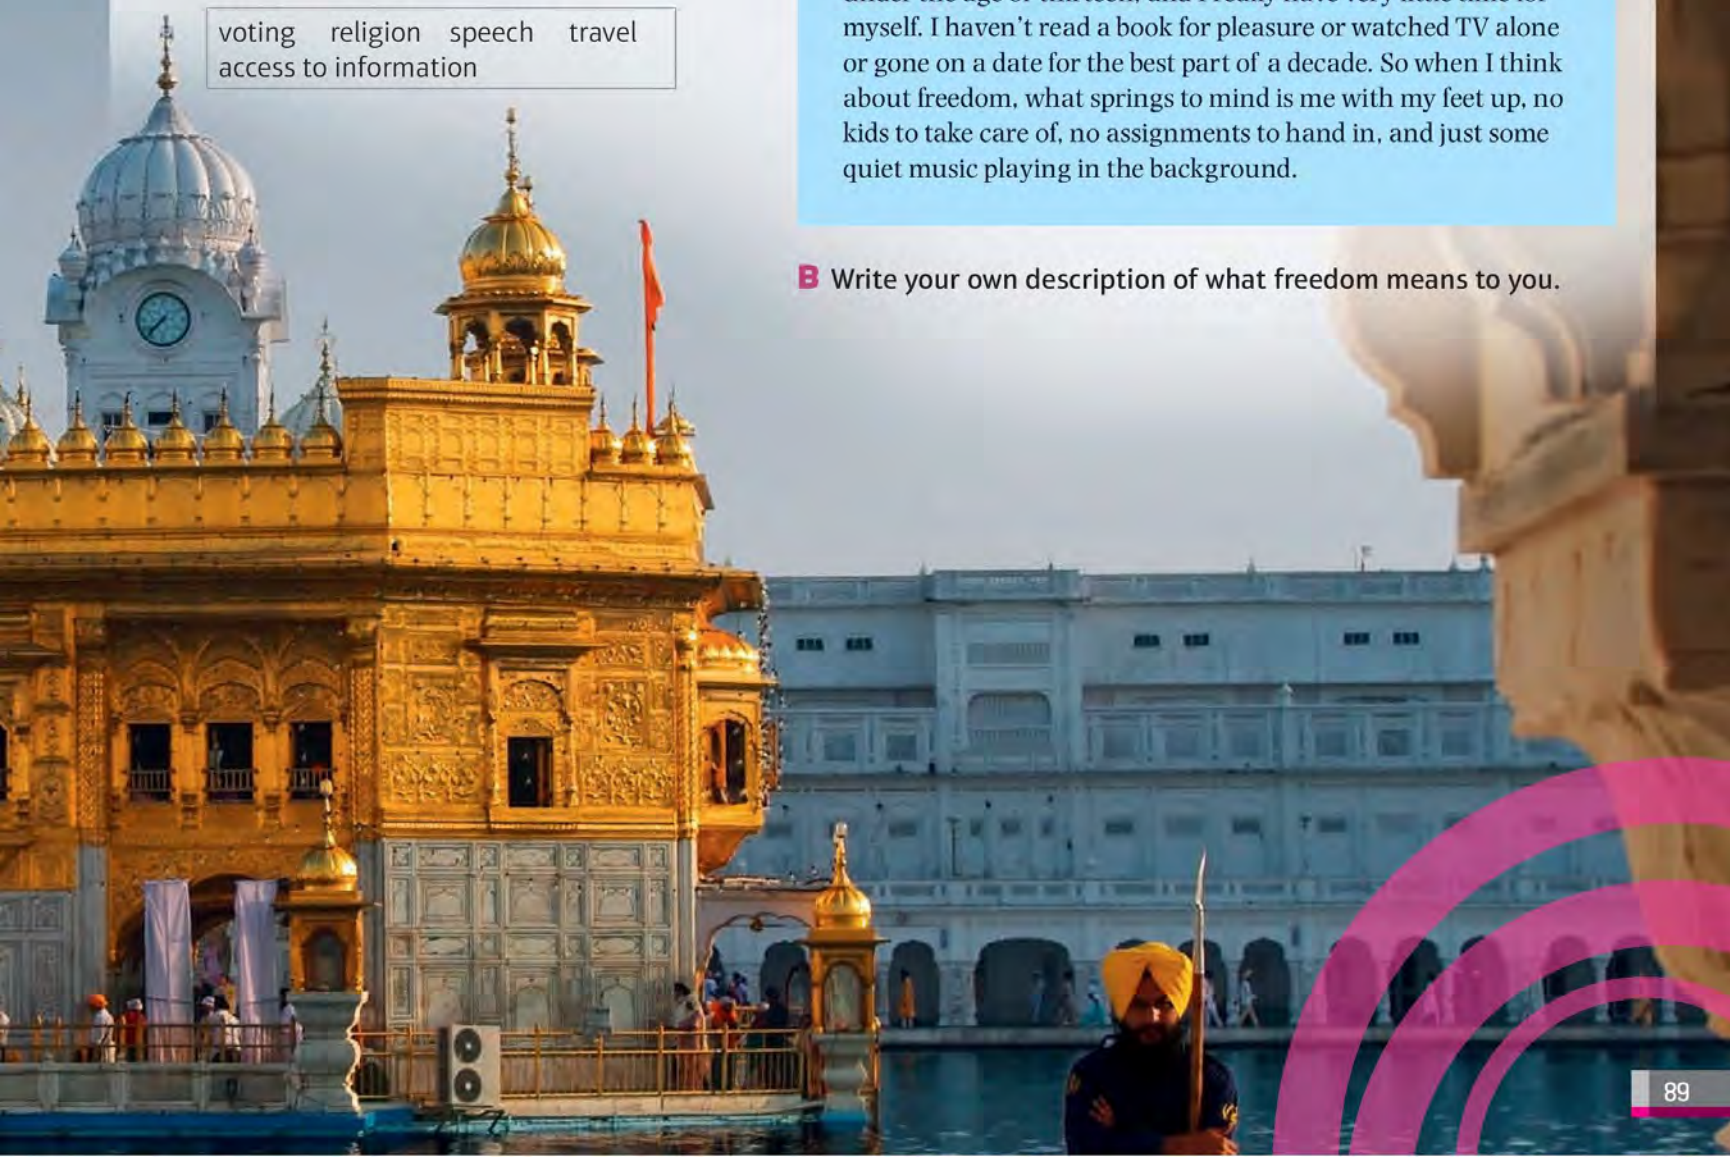 voting religion speech travel
access to information
myself. I haven't read a book for pleasure or watched TV alone
or gone on a date for the best part of a decade. So when I think
about freedom, what springs to mind is me with my feet up, no
kids to take care of, no assignments to hand in, and just some
quiet music playing in the background.
B Write your own description of what freedom means to you.
89